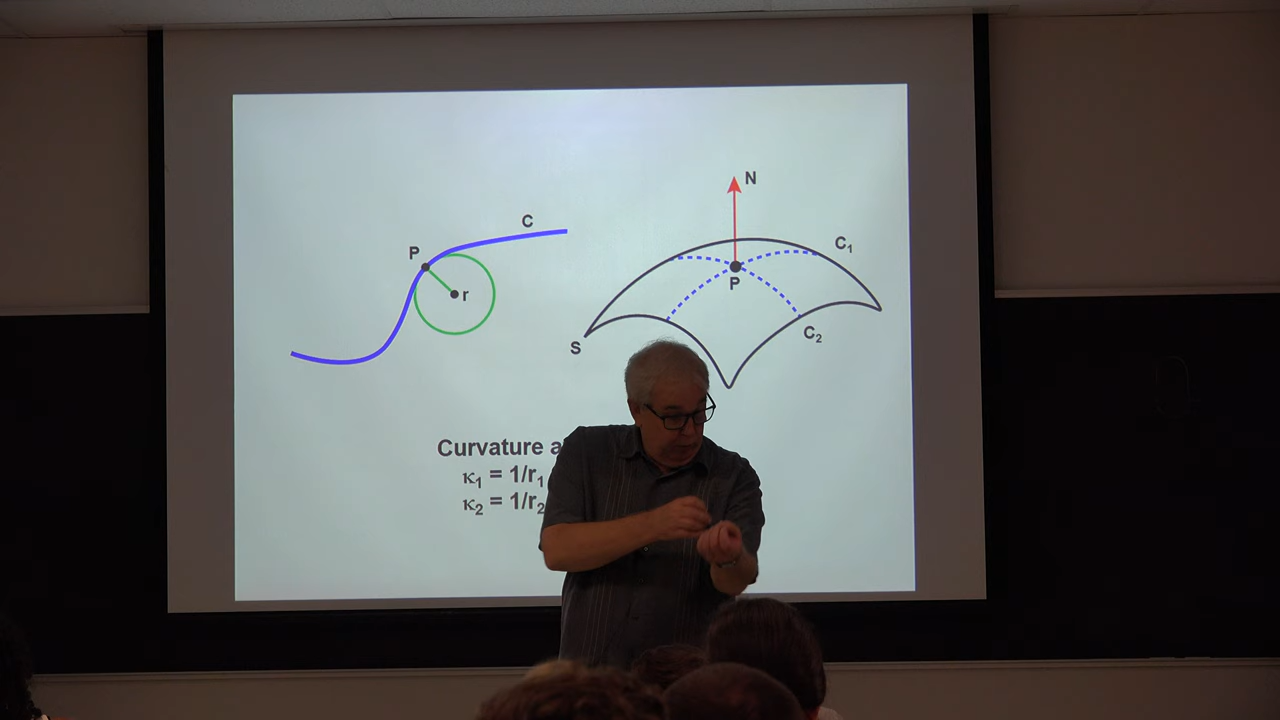 N
C
C₁
P
P
r
C₂
S
Curvature
κ₁ = 1/r₁
κ₂ = 1/r₂